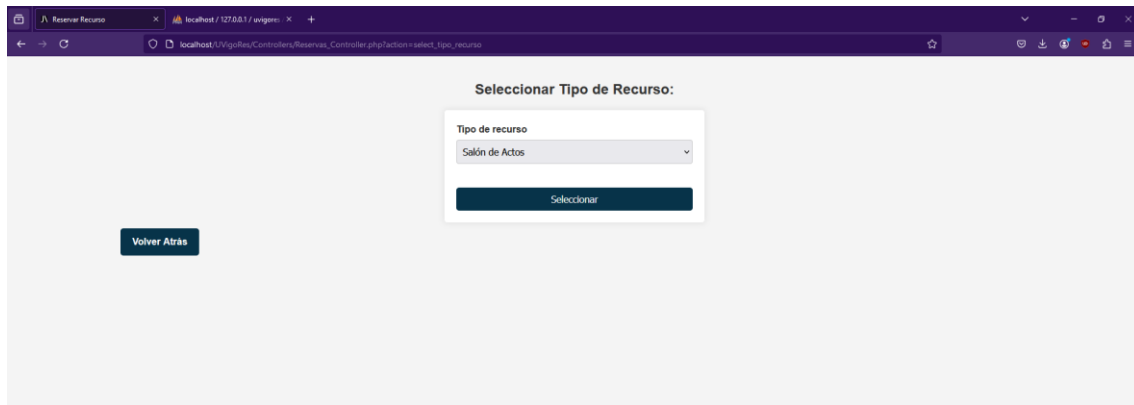 Reservar Recurso
localhost / 127.0.0.1 / uvigores
localhost/UVigoRes/Controllers/Reservas_Controller.php?action=select_tipo_recurso
Seleccionar Tipo de Recurso:
Tipo de recurso
Salón de Actos
Seleccionar
Volver Atrás